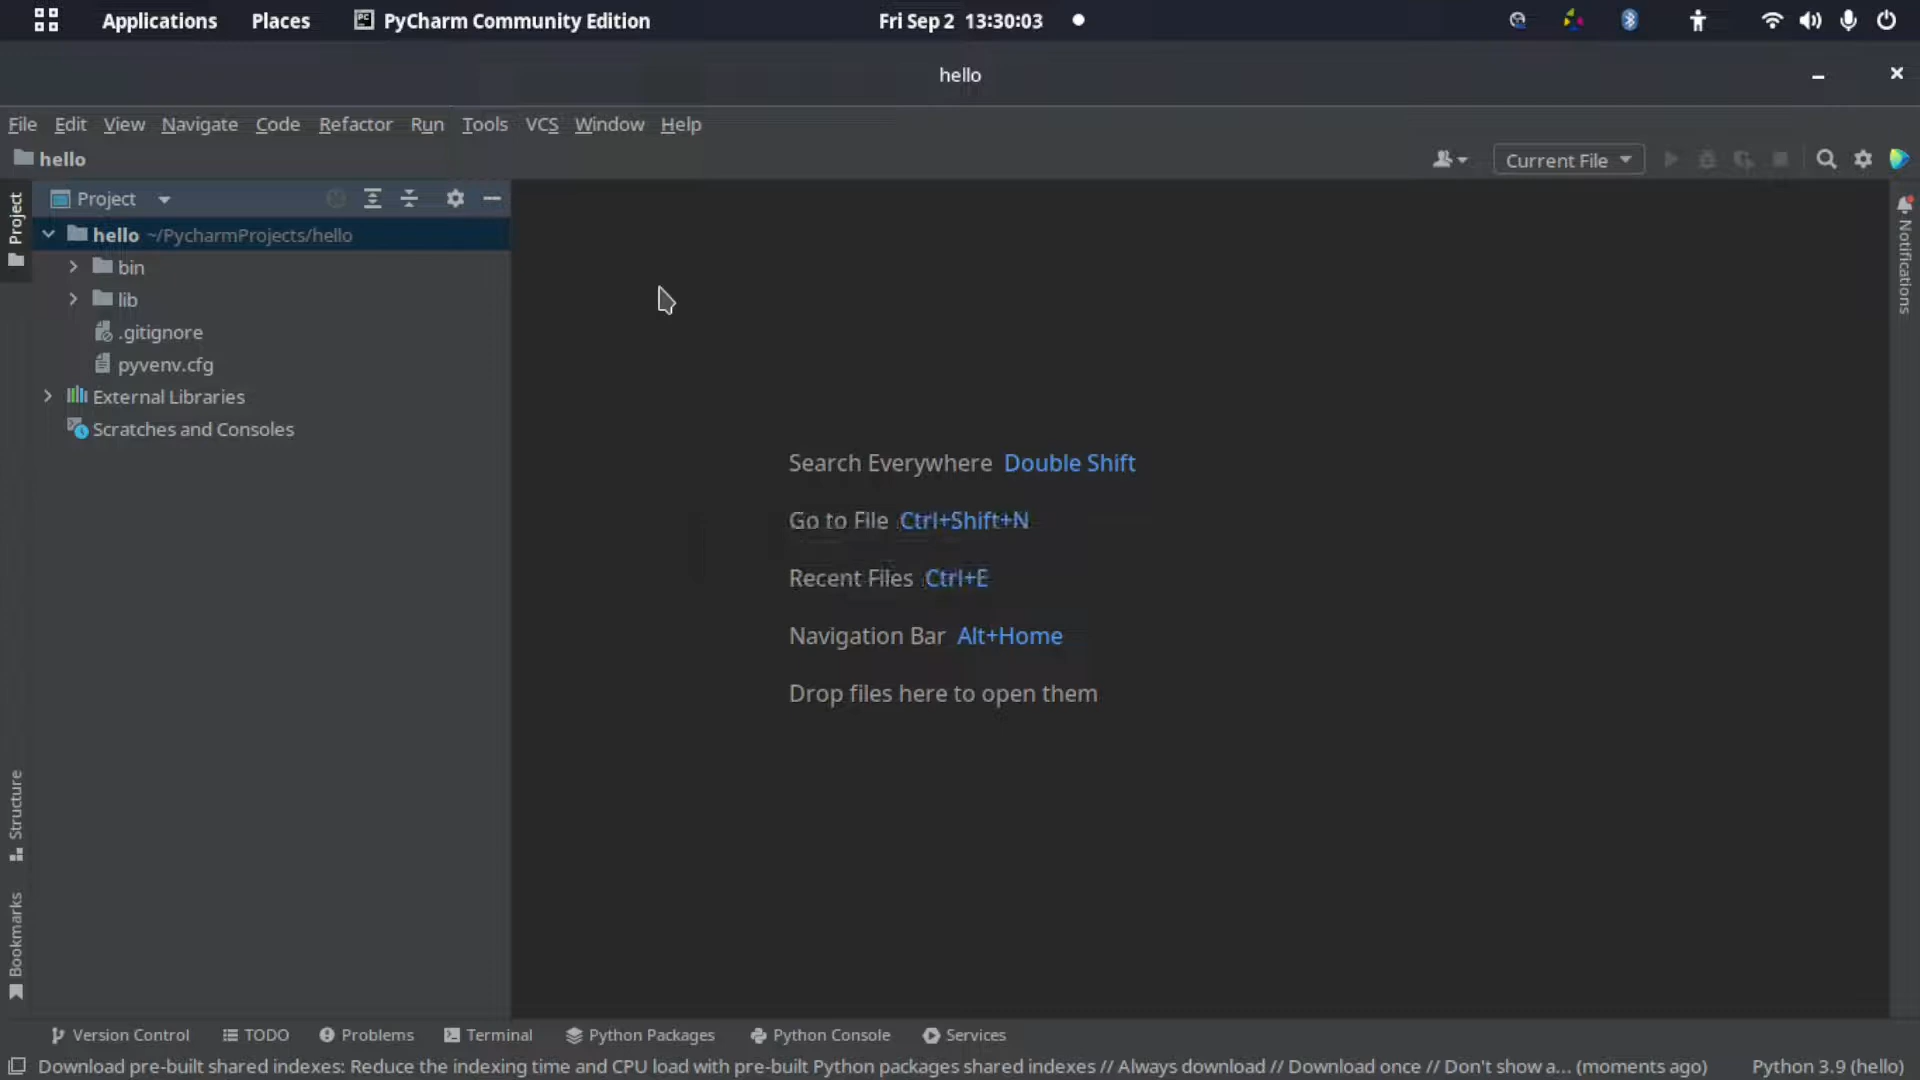 Applications Places PyCharm Community Edition Fri Sep 2 13:30:03
hello
File Edit View Navigate Code Refactor Run Tools VCS Window Help
hello Current File
Project
hello ~/PycharmProjects/hello
bin
lib
.gitignore
pyvenv.cfg
External Libraries
Scratches and Consoles
Project
Structure
Bookmarks
Search Everywhere Double Shift
Go to File Ctrl+Shift+N
Recent Files Ctrl+E
Navigation Bar Alt+Home
Drop files here to open them
Notifications
Version Control TODO Problems Terminal Python Packages Python Console Services
Download pre-built shared indexes: Reduce the indexing time and CPU load with pre-built Python packages shared indexes // Always download // Download once // Don't show a... (moments ago) Python 3.9 (hello)